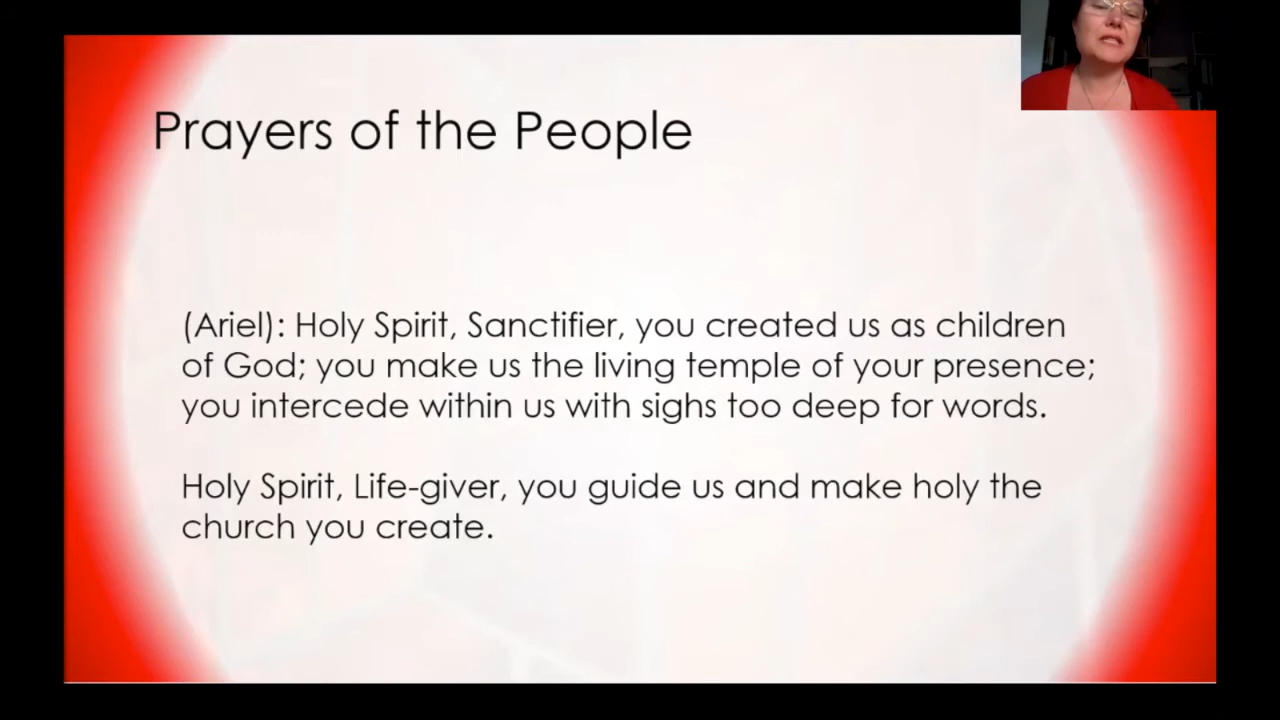 Prayers of the People
(Ariel): Holy Spirit, Sanctifier, you created us as children
of God; you make us the living temple of your presence;
you intercede within us with sighs too deep for words.
Holy Spirit, Life-giver, you guide us and make holy the
church you create.